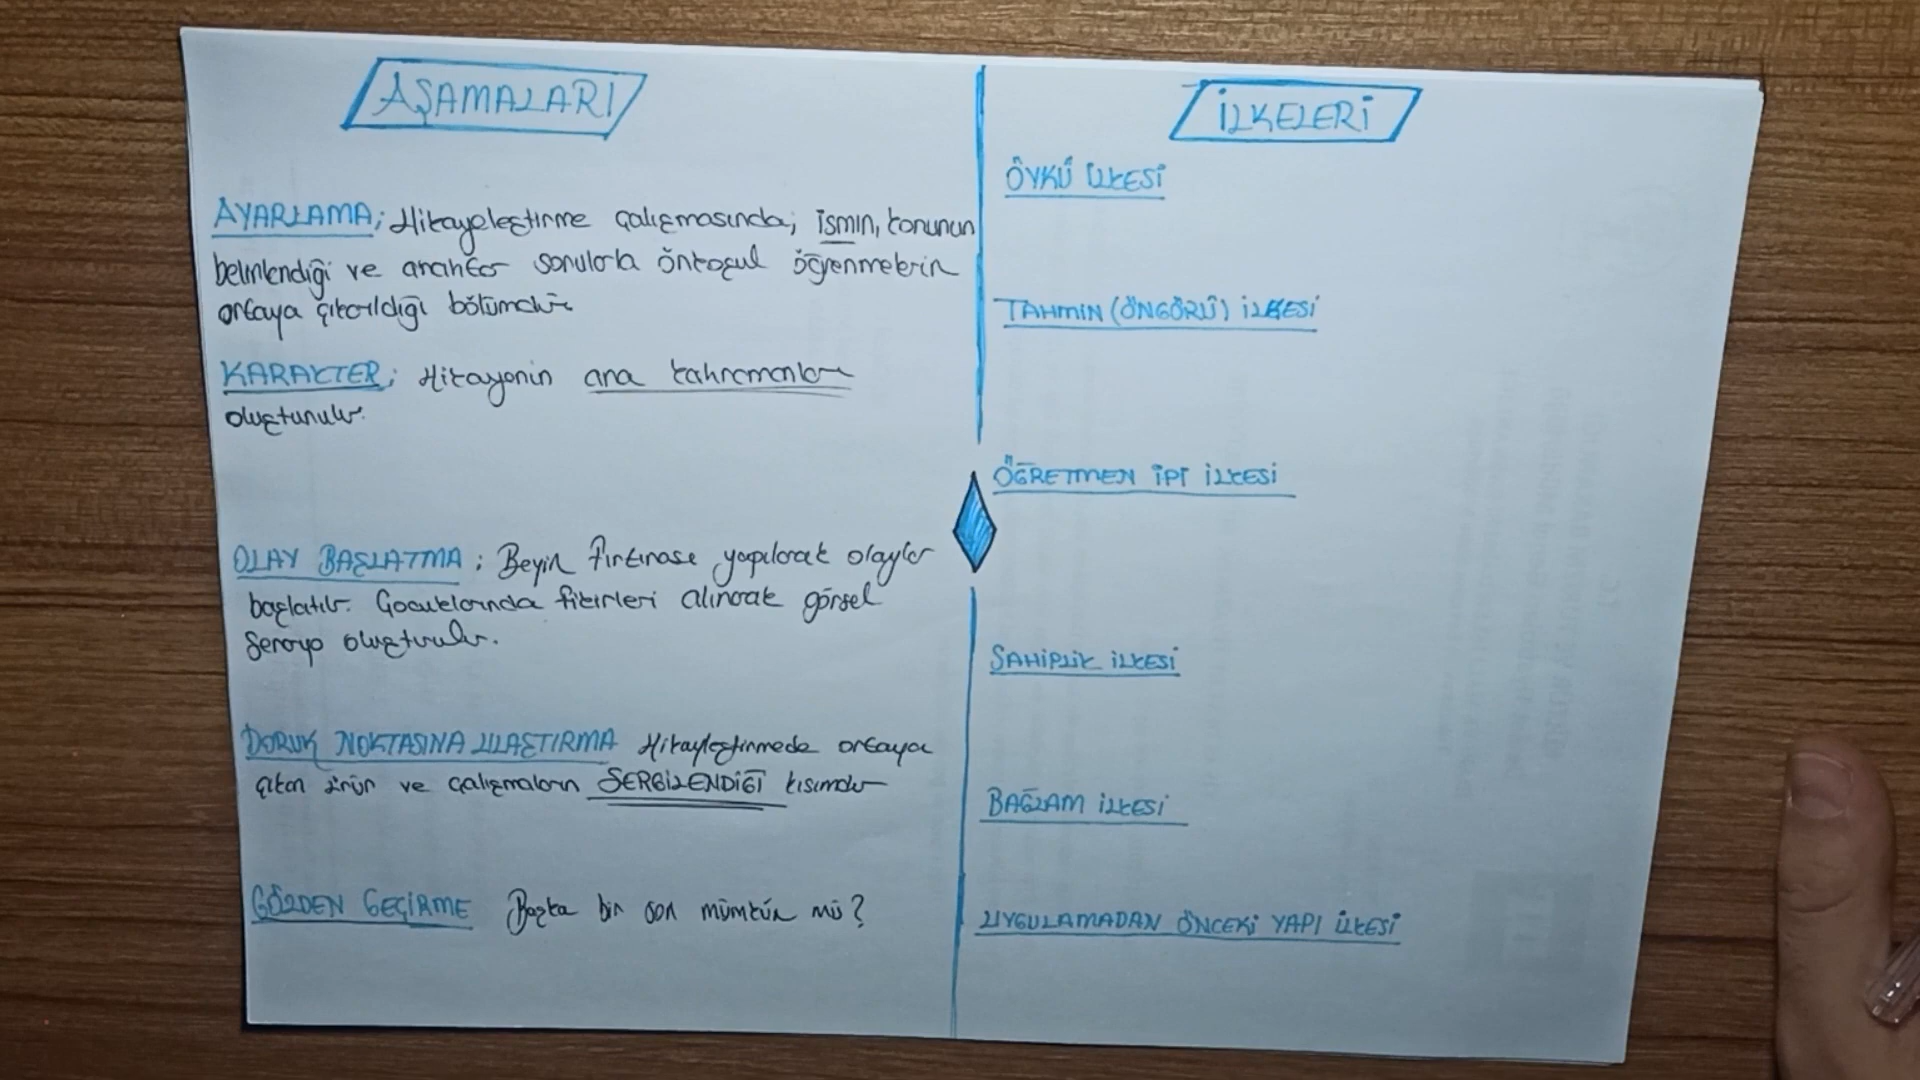 AŞAMALARI
AYARLAMA; Hikayeleştirme çalışmasında; ismin, konunun
belirlendiği ve anahtar sorularla önkoşul öğrenmelerin
ortaya çıkarıldığı bölümdür
KARAKTER; Hikayenin ana kahramanları
oluşturulur.
OLAY BAŞLATMA; Beyin fırtınası yapılarak olaylar
başlatılır. Çocuklarında fikirleri alınarak görsel
Senaryo oluşturulur.
DORUK NOKTASINA ULAŞTIRMA Hikayleştirmede ortaya
çıkan ürün ve çalışmaların SERGİLENDİĞİ kısımdır
GÖZDEN GEÇİRME Başka bir son mümkün mü?
İLKELERİ
ÖYKÜ İLKESİ
TAHMİN (ÖNGÖRÜ) İLKESİ
ÖĞRETMEN İPİ İLKESİ
SAHİPLİK İLKESİ
BAĞLAM İLKESİ
UYGULAMADAN ÖNCEKİ YAPI İLKESİ